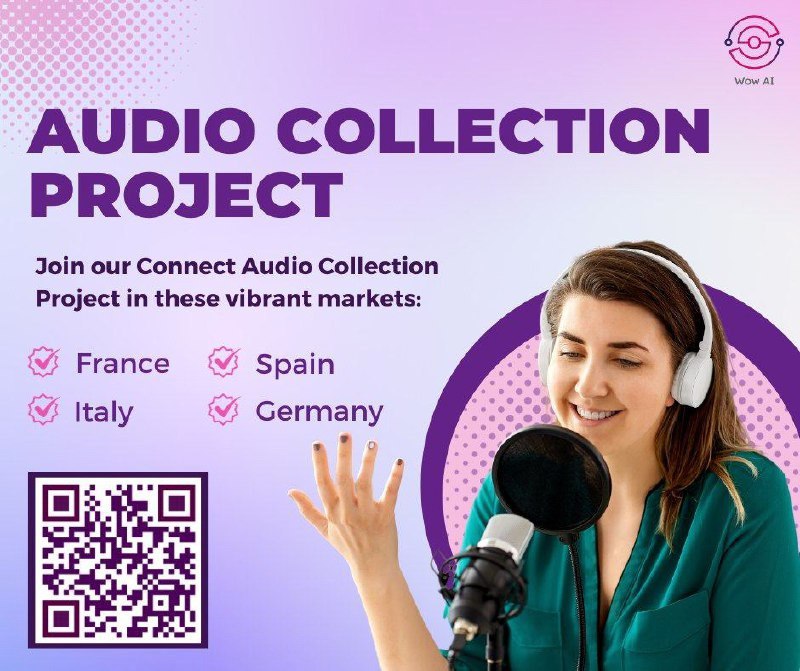 Wow AI
AUDIO COLLECTION
PROJECT
Join our Connect Audio Collection
Project in these vibrant markets:
France
Spain
Italy
Germany